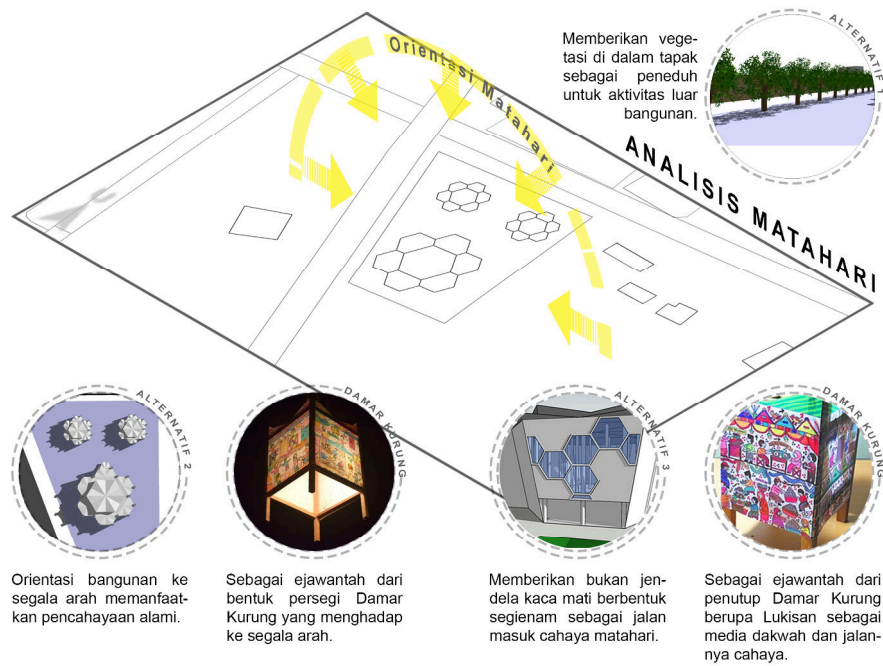 Orientasi Matahari
Memberikan vege-
tasi di dalam tapak
sebagai peneduh
untuk aktivitas luar
bangunan.
ALTERNATIF 1
ANALISIS MATAHARI
ALTERNATIF 2
Orientasi bangunan ke
segala arah memanfaat-
kan pencahayaan alami.
DAMAR KURUNG
Sebagai ejawantah dari
bentuk persegi Damar
Kurung yang menghadap
ke segala arah.
ALTERNATIF 3
Memberikan bukan jen-
dela kaca mati berbentuk
segienam sebagai jalan
masuk cahaya matahari.
DAMAR KURUNG
Sebagai ejawantah dari
penutup Damar Kurung
berupa Lukisan sebagai
media dakwah dan jalan-
nya cahaya.